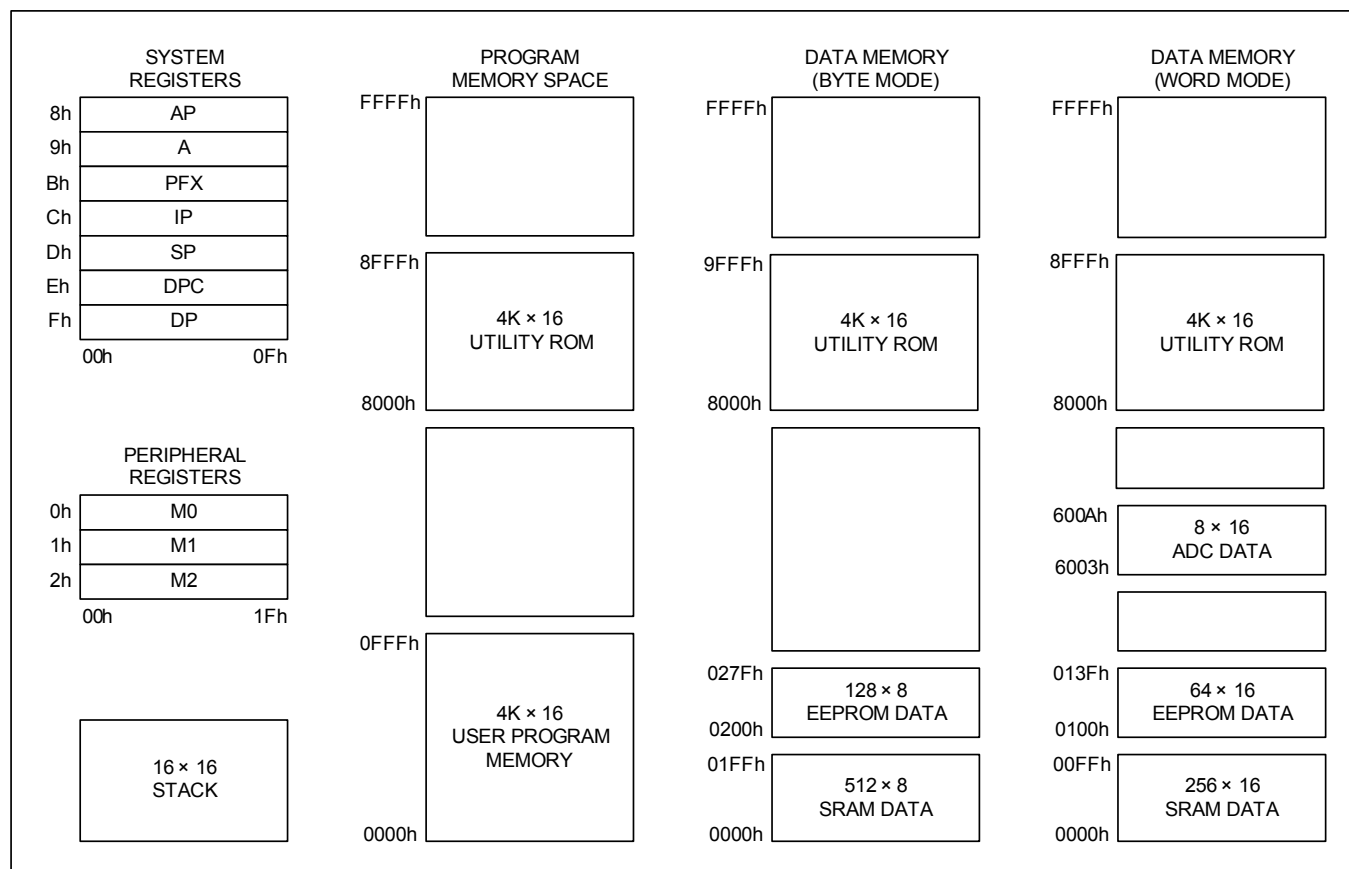 SYSTEM
REGISTERS
8h AP
9h A
Bh PFX
Ch IP
Dh SP
Eh DPC
Fh DP
00h 0Fh
PERIPHERAL
REGISTERS
0h M0
1h M1
2h M2
00h 1Fh
16 × 16
STACK
PROGRAM
MEMORY SPACE
FFFFh
8FFFh
4K × 16
UTILITY ROM
8000h
0FFFh
4K × 16
USER PROGRAM
MEMORY
0000h
DATA MEMORY
(BYTE MODE)
FFFFh
9FFFh
4K × 16
UTILITY ROM
8000h
027Fh
128 × 8
EEPROM DATA
0200h
01FFh
512 × 8
SRAM DATA
0000h
DATA MEMORY
(WORD MODE)
FFFFh
8FFFh
4K × 16
UTILITY ROM
8000h
600Ah
8 × 16
ADC DATA
6003h
013Fh
64 × 16
EEPROM DATA
0100h
00FFh
256 × 16
SRAM DATA
0000h